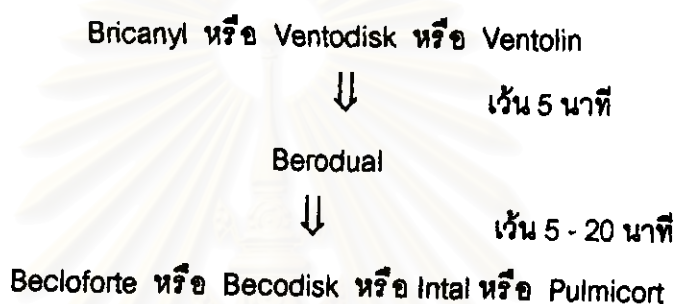 Bricanyl หรือ Ventodisk หรือ Ventolin
⇓ เว้น 5 นาที
Berodual
⇓ เว้น 5 - 20 นาที
Becloforte หรือ Becodisk หรือ Intal หรือ Pulmicort